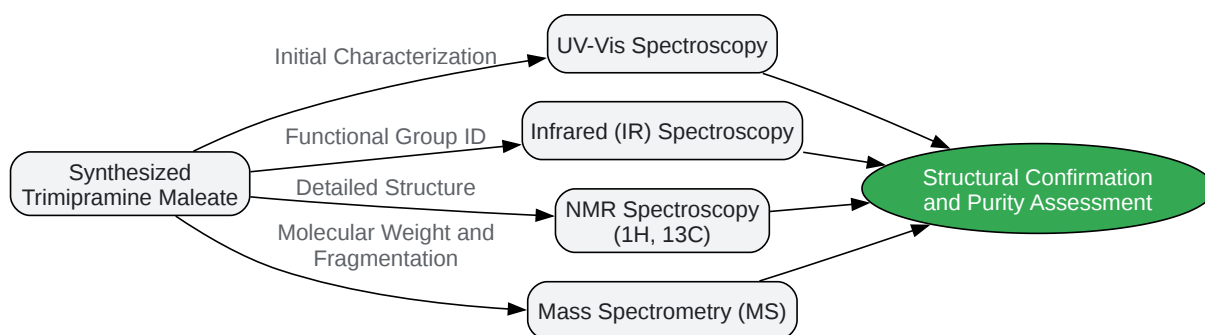 Initial Characterization
UV-Vis Spectroscopy
Functional Group ID
Infrared (IR) Spectroscopy
Synthesized
Trimipramine Maleate
Detailed Structure
NMR Spectroscopy
(1H, 13C)
Structural Confirmation
and Purity Assessment
Molecular Weight and
Fragmentation
Mass Spectrometry (MS)